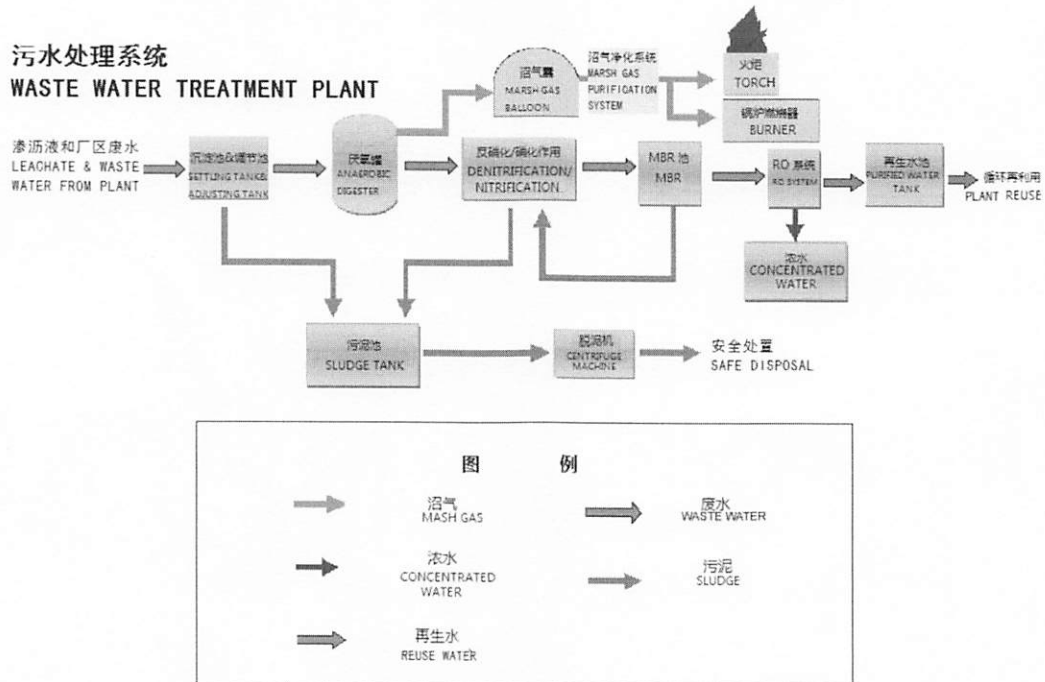 污水处理系统
WASTE WATER TREATMENT PLANT
渗沥液和厂区废水
LEACHATE & WASTE
WATER FROM PLANT
沉淀池&调节池
SETTLING TANK&
ADJUSTING TANK
厌氧罐
ANAEROBIC
DIGESTER
沼气囊
MARSH GAS
BALLOON
沼气净化系统
MARSH GAS
PURIFICATION
SYSTEM
火炬
TORCH
锅炉燃烧器
BURNER
反硝化/硝化作用
DENITRIFICATION/
NITRIFICATION
MBR 池
MBR
RO 系统
RO SYSTEM
再生水池
PURIFIED WATER
TANK
循环再利用
PLANT REUSE
浓水
CONCENTRATED
WATER
污泥池
SLUDGE TANK
脱泥机
CENTRIFUGE
MACHINE
安全处置
SAFE DISPOSAL
图 例
沼气
MASH GAS
废水
WASTE WATER
浓水
CONCENTRATED
WATER
污泥
SLUDGE
再生水
REUSE WATER